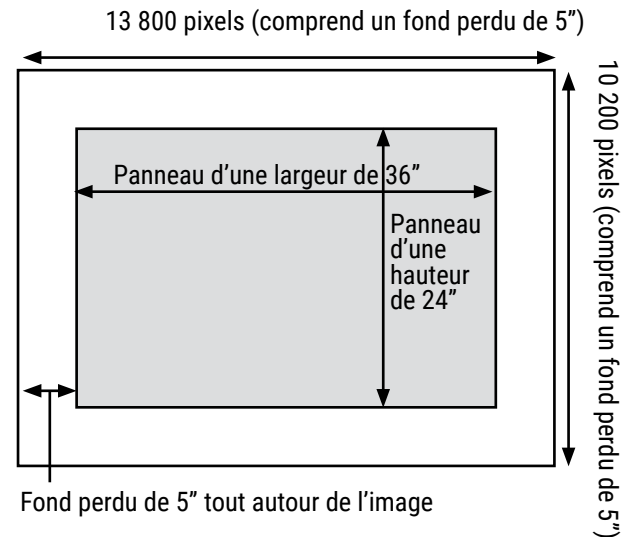 13 800 pixels (comprend un fond perdu de 5”)
10 200 pixels (comprend un fond perdu de 5”)
Panneau d’une largeur de 36”
Panneau
d’une
hauteur
de 24”
Fond perdu de 5” tout autour de l’image